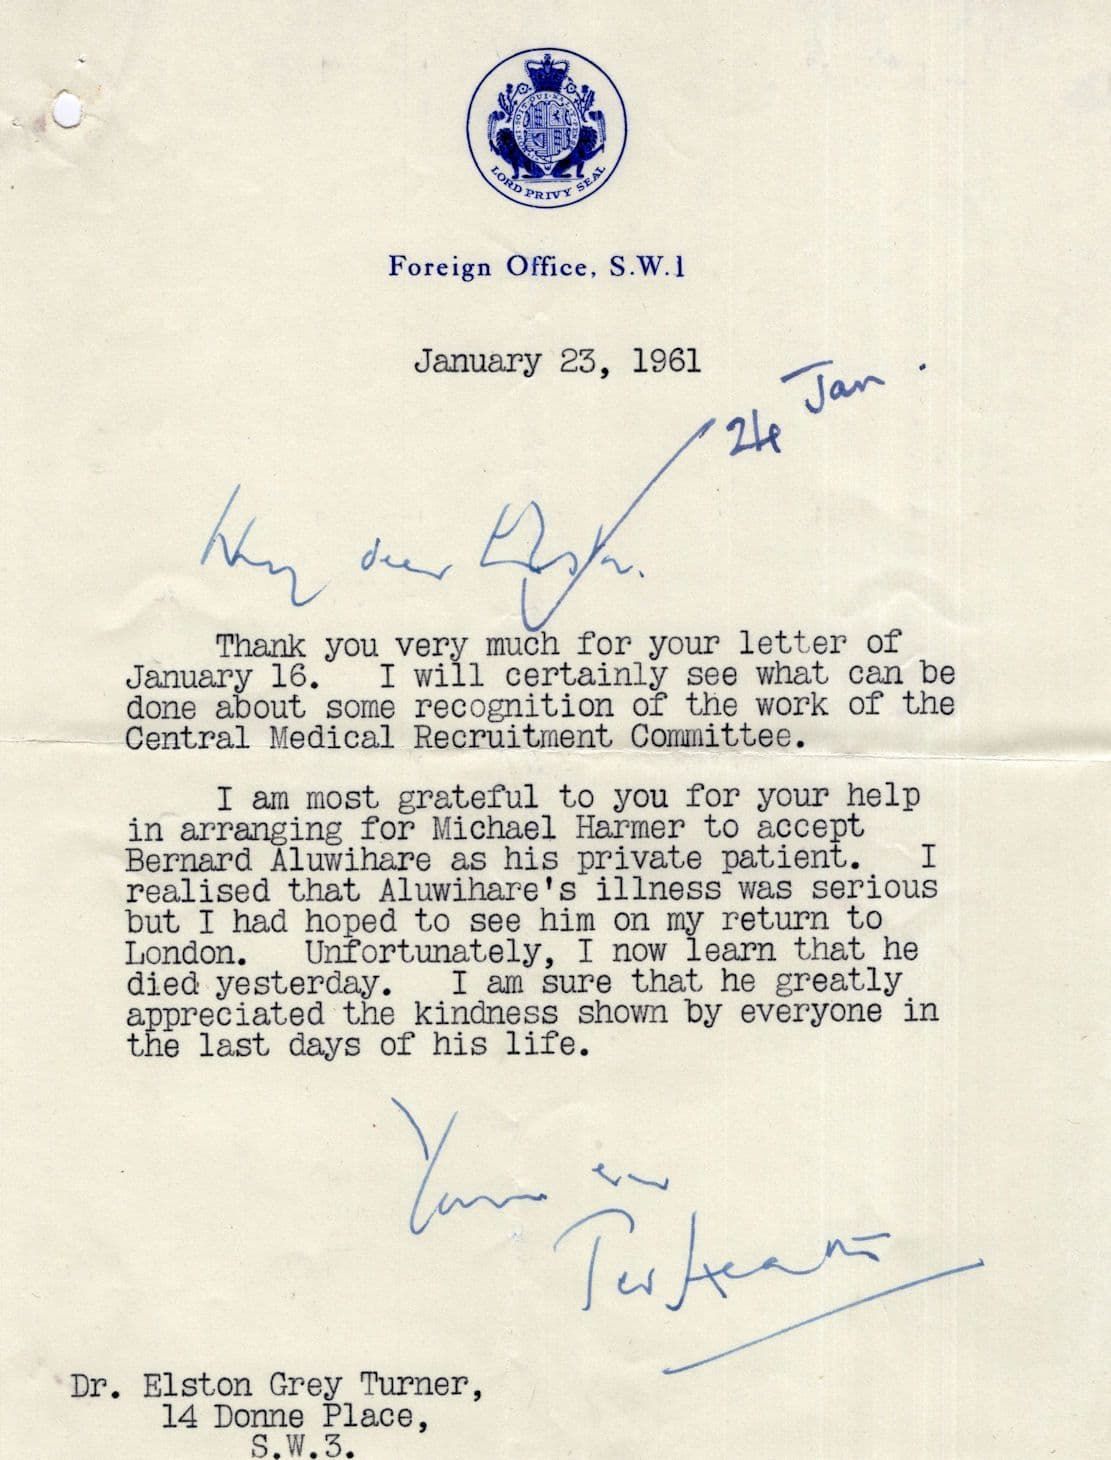 LORD PRIVY SEAL
Foreign Office, S.W.1
January 23, 1961
24 Jan.
My dear Elston.
Thank you very much for your letter of
January 16. I will certainly see what can be
done about some recognition of the work of the
Central Medical Recruitment Committee.
I am most grateful to you for your help
in arranging for Michael Harmer to accept
Bernard Aluwihare as his private patient. I
realised that Aluwihare's illness was serious
but I had hoped to see him on my return to
London. Unfortunately, I now learn that he
died yesterday. I am sure that he greatly
appreciated the kindness shown by everyone in
the last days of his life.
Yours ever
Ted Heath
Dr. Elston Grey Turner,
14 Donne Place,
S.W.3.